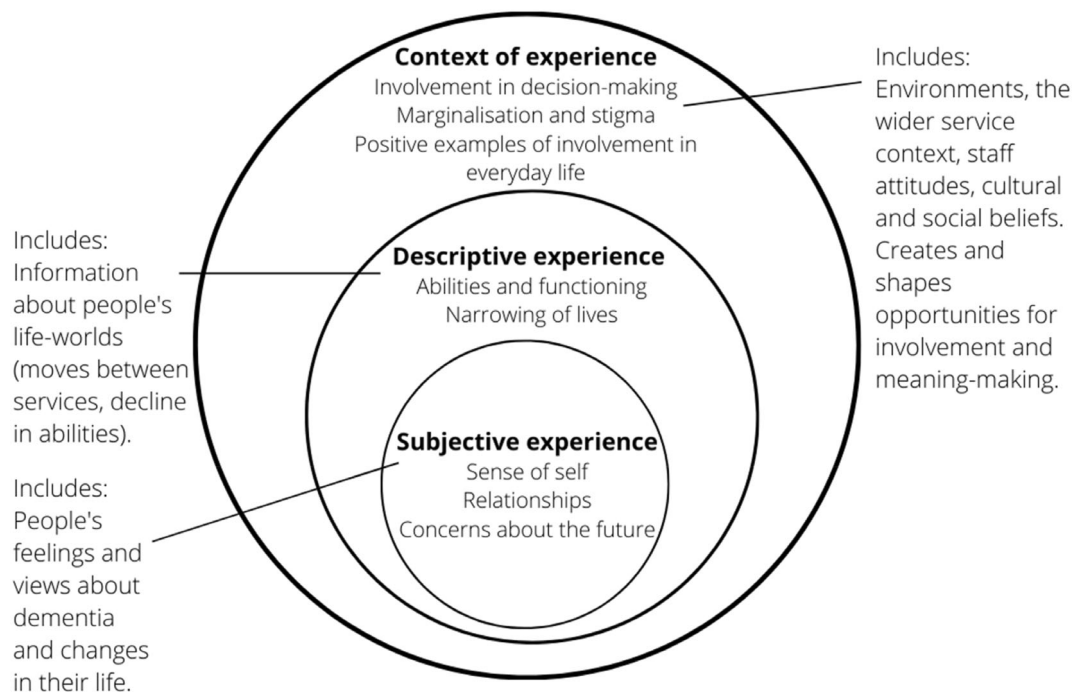 Context of experience
Involvement in decision-making
Marginalisation and stigma
Positive examples of involvement in
everyday life
Includes:
Environments, the
wider service
context, staff
attitudes, cultural
and social beliefs.
Creates and
shapes
opportunities for
involvement and
meaning-making.
Includes:
Information
about people's
life-worlds
(moves between
services, decline
in abilities).
Descriptive experience
Abilities and functioning
Narrowing of lives
Subjective experience
Sense of self
Relationships
Concerns about the future
Includes:
People's
feelings and
views about
dementia
and changes
in their life.